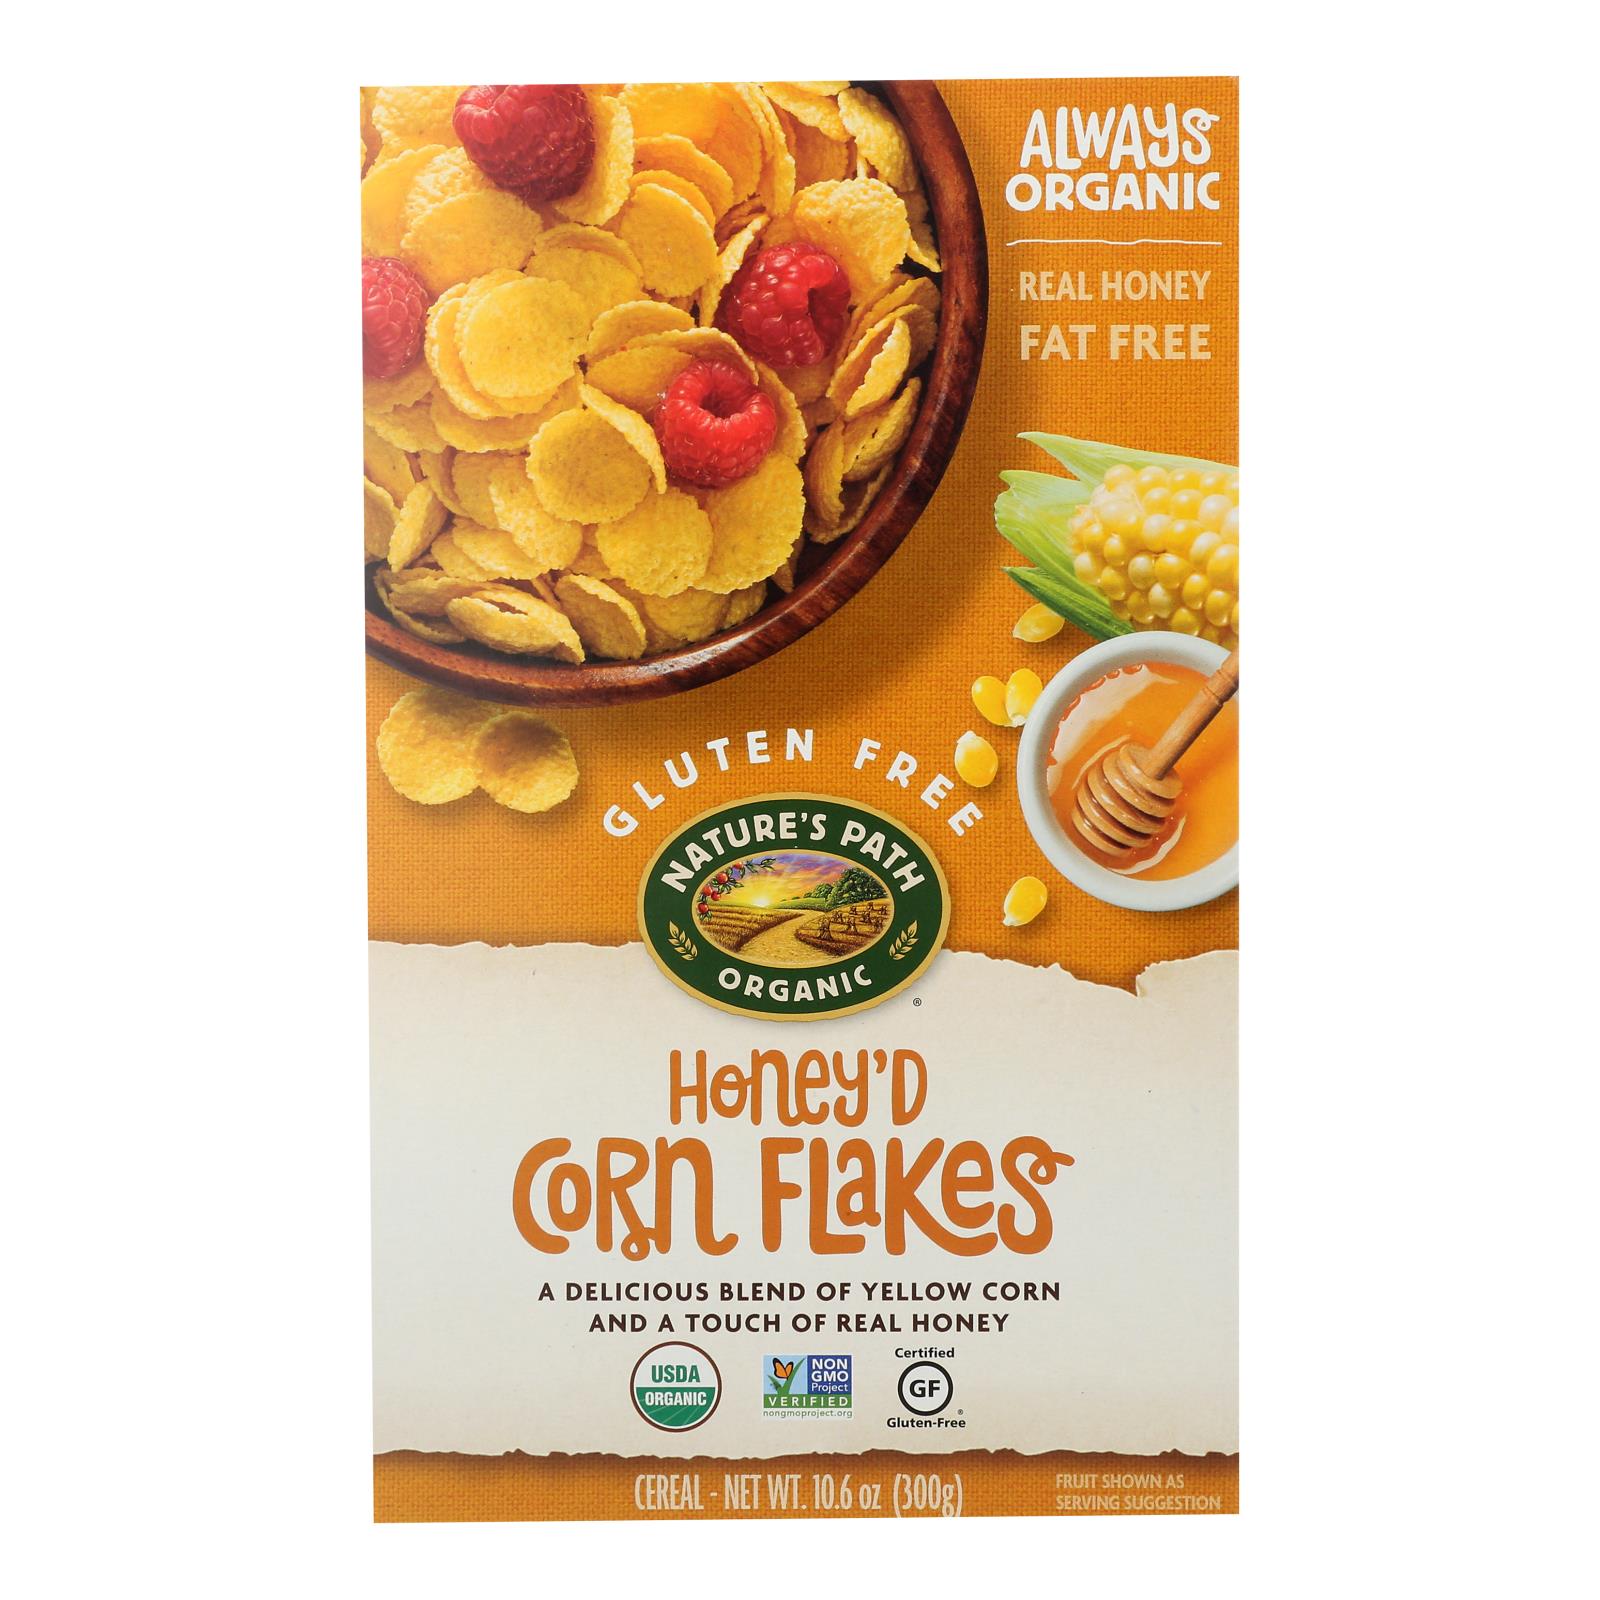 ALWAYS
ORGANIC
REAL HONEY
FAT FREE
GLUTEN FREE
NATURE'S PATH
ORGANIC
®
HONEY'D
CORN FLAKES
A DELICIOUS BLEND OF YELLOW CORN
AND A TOUCH OF REAL HONEY
USDA
ORGANIC
NON
GMO
Project
VERIFIED
nongmoproject.org
Certified
GF
®
Gluten-Free
CEREAL - NET WT. 10.6 oz (300g)
FRUIT SHOWN AS
SERVING SUGGESTION